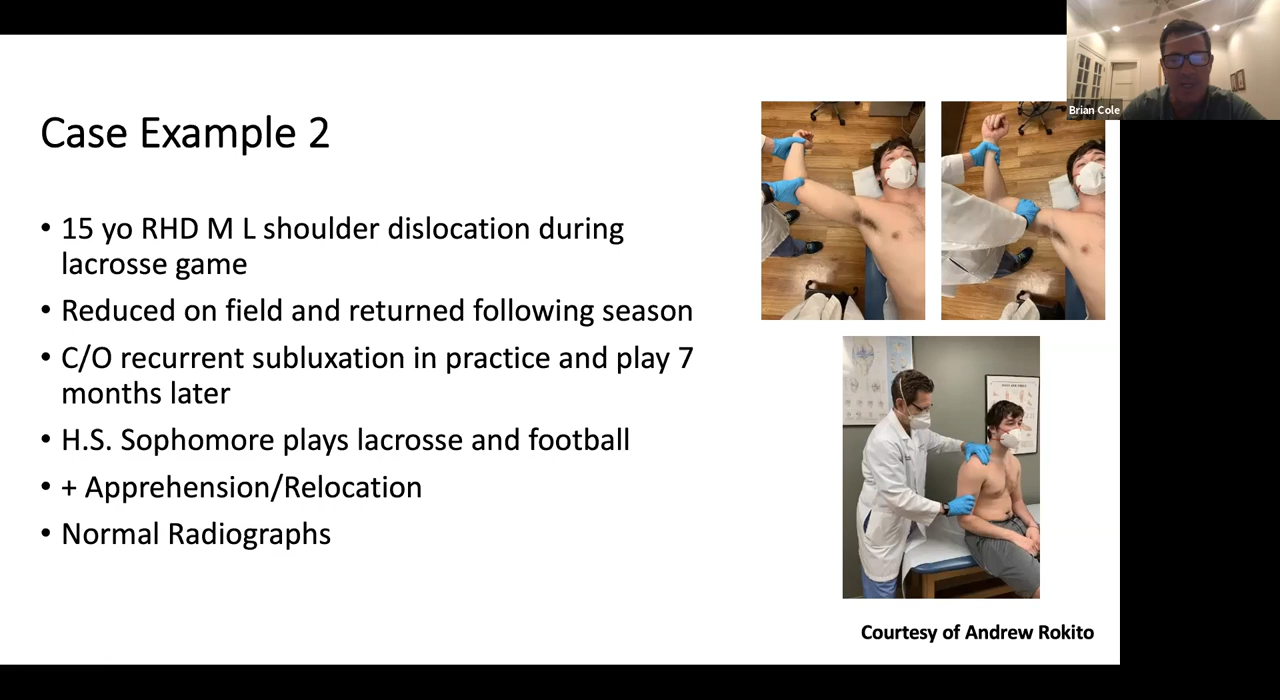 Brian Cole
Case Example 2
• 15 yo RHD M L shoulder dislocation during
lacrosse game
• Reduced on field and returned following season
• C/O recurrent subluxation in practice and play 7
months later
• H.S. Sophomore plays lacrosse and football
• + Apprehension/Relocation
• Normal Radiographs
Courtesy of Andrew Rokito